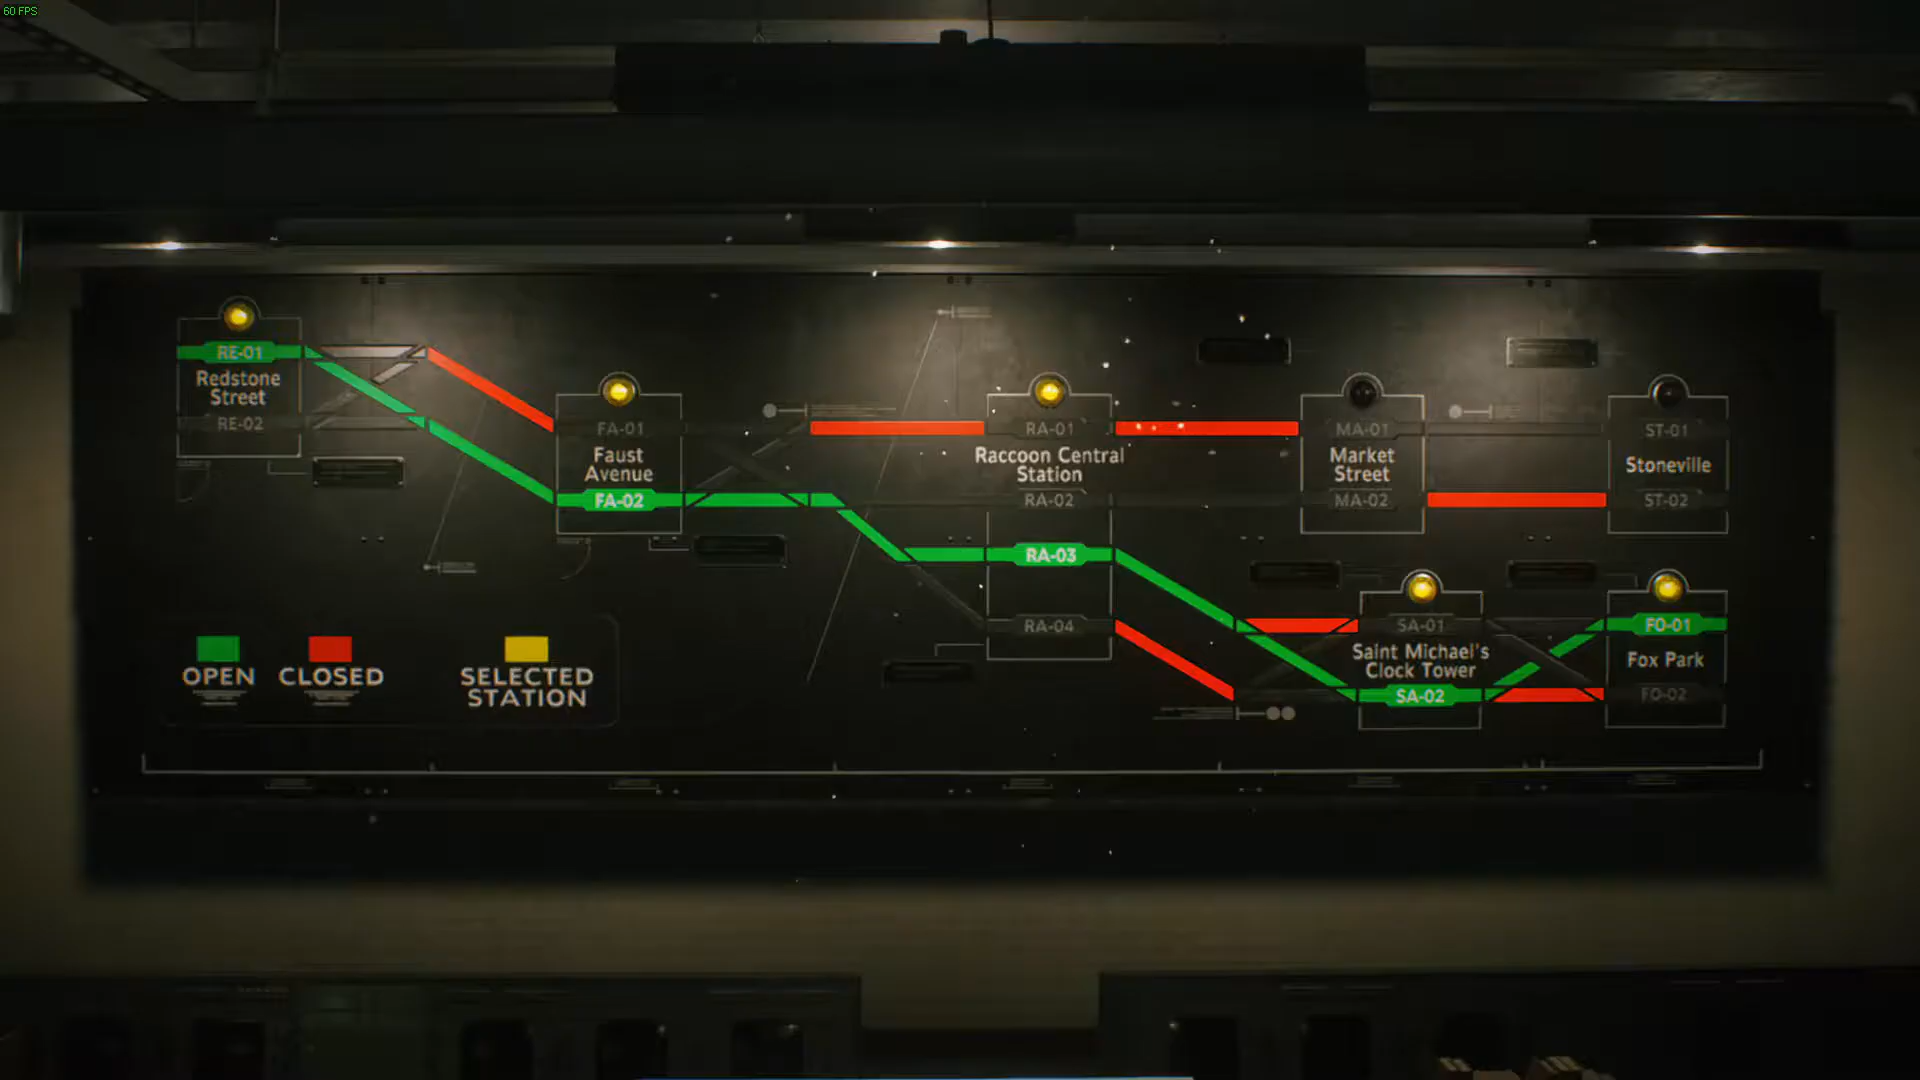 60 FPS
RE-01
Redstone
Street
RE-02
FA-01
Faust
Avenue
FA-02
RA-01
Raccoon Central
Station
RA-02
RA-03
RA-04
MA-01
Market
Street
MA-02
ST-01
Stoneville
ST-02
SA-01
Saint Michael's
Clock Tower
SA-02
FO-01
Fox Park
FO-02
OPEN
CLOSED
SELECTED
STATION